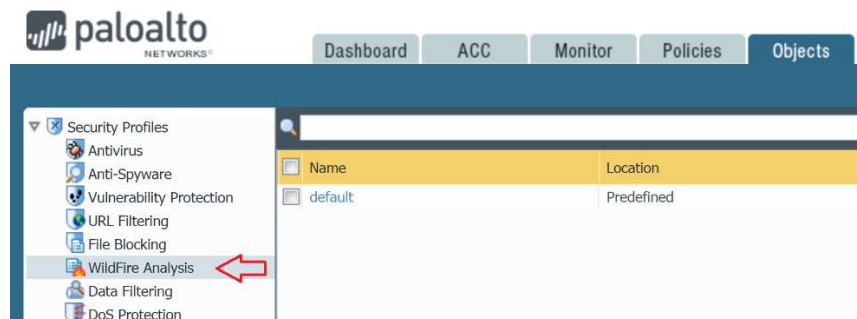 paloalto
NETWORKS®
Dashboard ACC Monitor Policies Objects
Security Profiles
Antivirus
Anti-Spyware
Vulnerability Protection
URL Filtering
File Blocking
WildFire Analysis
Data Filtering
DoS Protection
Name Location
default Predefined